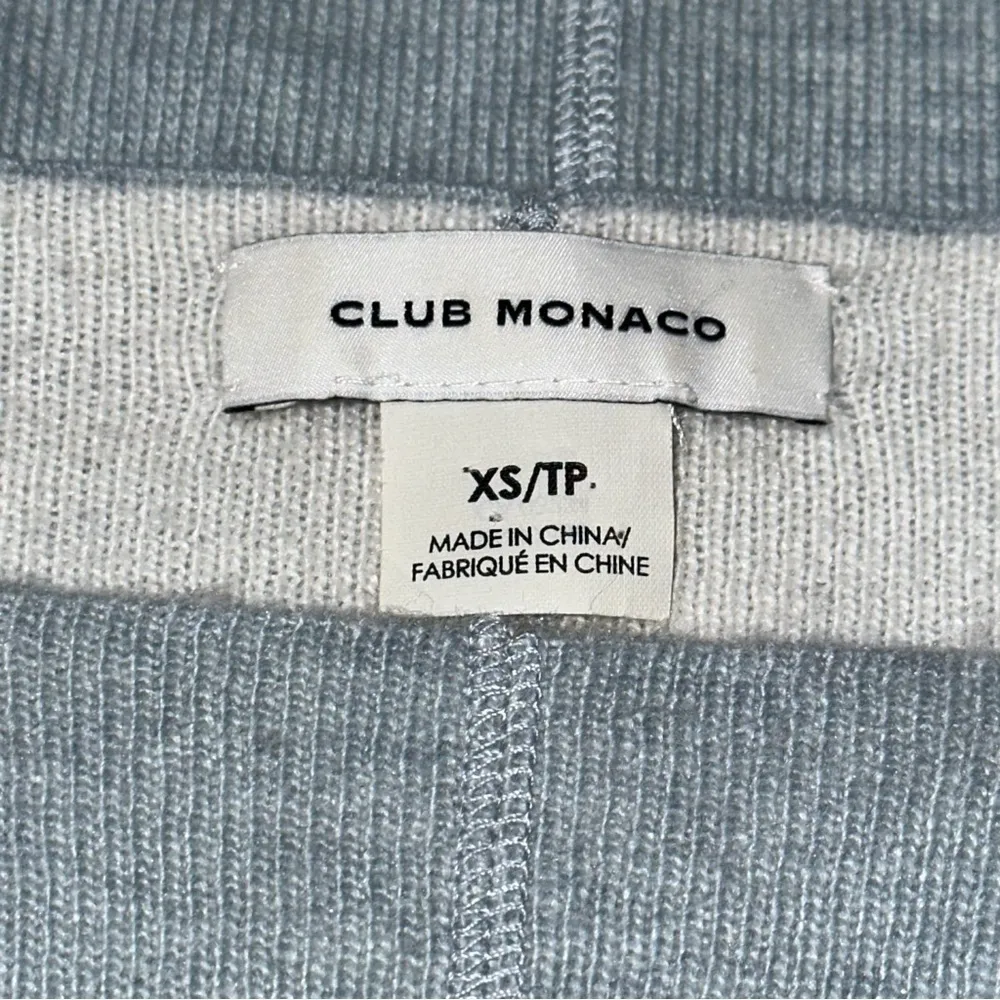 CLUB MONACO
XS/TP
MADE IN CHINA/
FABRIQUÉ EN CHINE